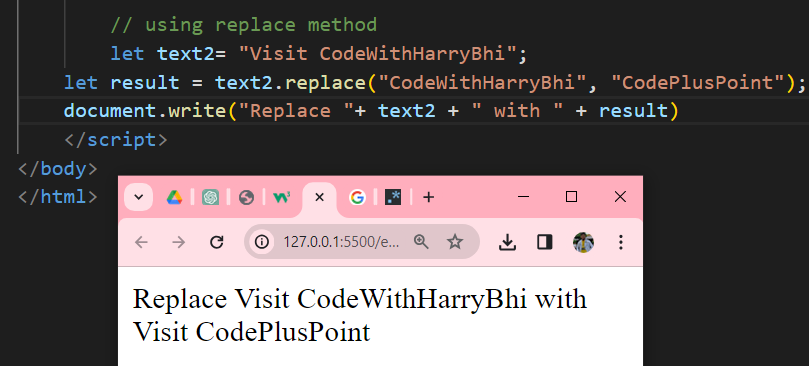 // using replace method
let text2= "Visit CodeWithHarryBhi";
let result = text2.replace("CodeWithHarryBhi", "CodePlusPoint");
document.write("Replace "+ text2 + " with " + result)
</script>
</body>
</html>
127.0.0.1:5500/e...
Replace Visit CodeWithHarryBhi with
Visit CodePlusPoint